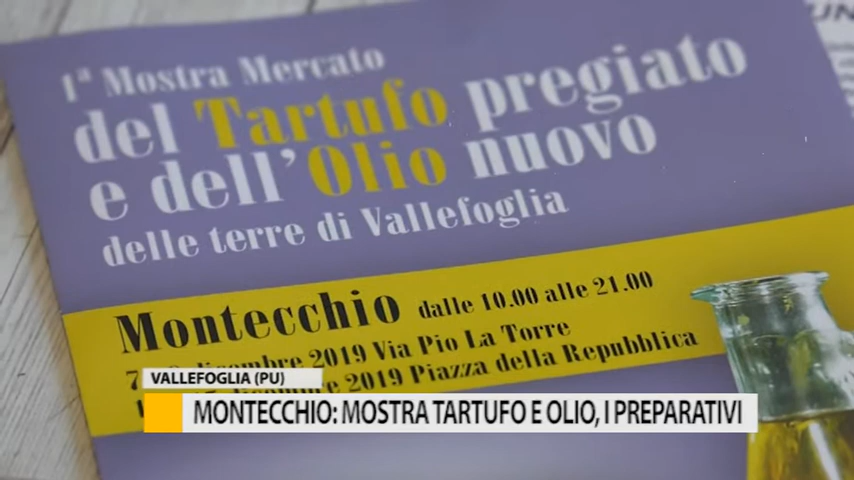 1ª Mostra Mercato
del Tartufo pregiato
e dell'Olio nuovo
delle terre di Vallefoglia
Montecchio dalle 10.00 alle 21.00
dicembre 2019 Via Pio La Torre
dicembre 2019 Piazza della Repubblica
VALLEFOGLIA (PU)
MONTECCHIO: MOSTRA TARTUFO E OLIO, I PREPARATIVI